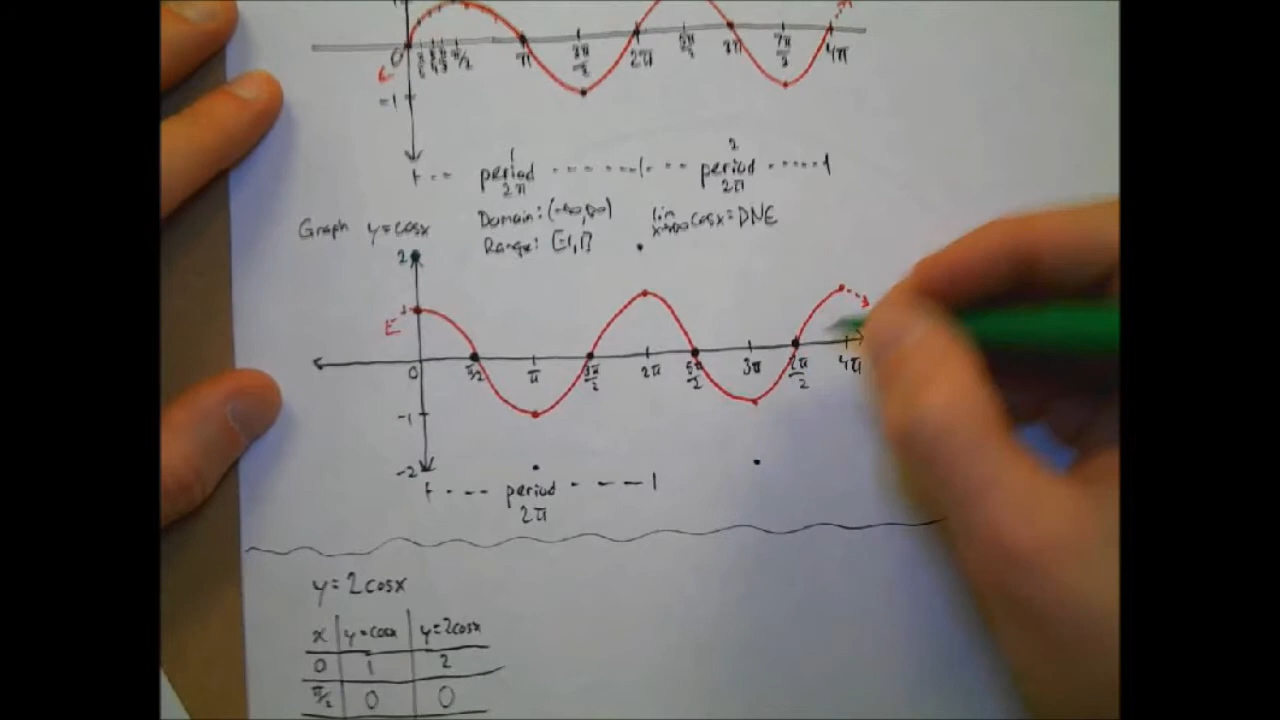 0 π/2 π 3π/2 2π 3π 7π/2 4π
-1
1 2
period period
2π 2π
Domain: (-∞,∞) lim x→∞ cosx = DNE
Graph y=cosx
Range: [-1,1]
2
1
0 π/2 π 3π/2 2π 5π/2 3π 7π/2 4π
-1
-2
period
2π
y=2cosx
x y=cosx y=2cosx
0 1 2
π/2 0 0